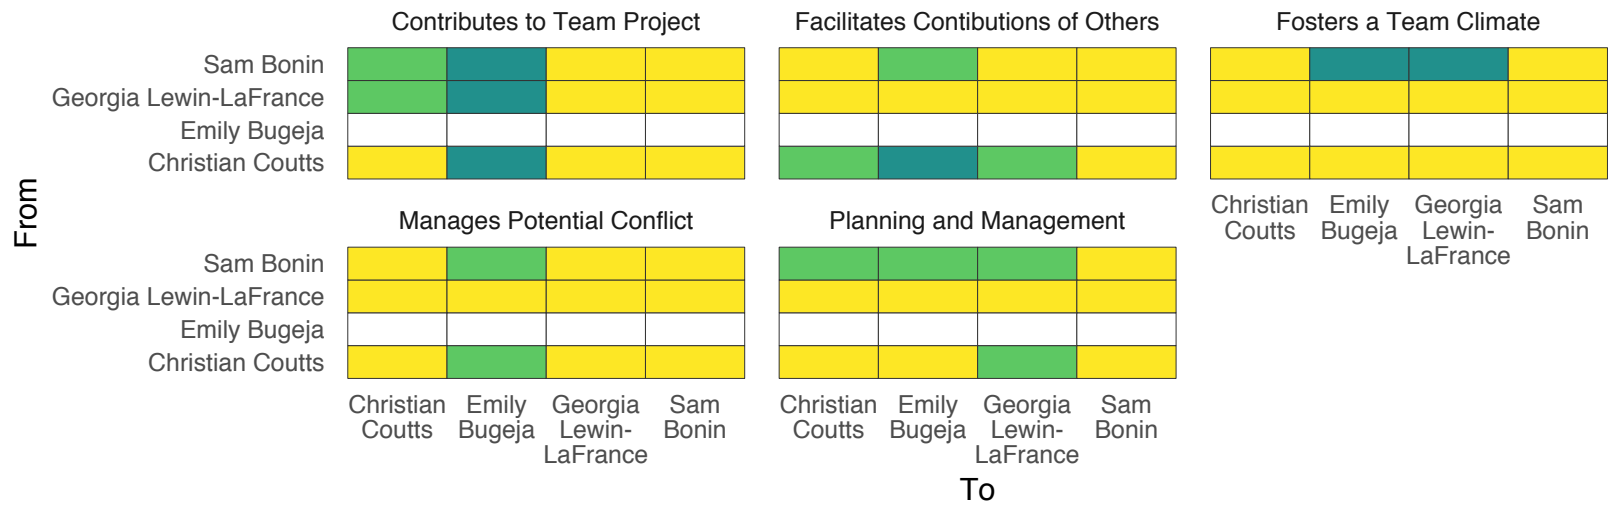 Contributes to Team Project
Facilitates Contibutions of Others
Fosters a Team Climate
Sam Bonin
Georgia Lewin-LaFrance
Emily Bugeja
Christian Coutts
Christian
Coutts
Emily
Bugeja
Georgia
Lewin-
LaFrance
Sam
Bonin
From
Manages Potential Conflict
Planning and Management
Sam Bonin
Georgia Lewin-LaFrance
Emily Bugeja
Christian Coutts
Christian
Coutts
Emily
Bugeja
Georgia
Lewin-
LaFrance
Sam
Bonin
Christian
Coutts
Emily
Bugeja
Georgia
Lewin-
LaFrance
Sam
Bonin
To